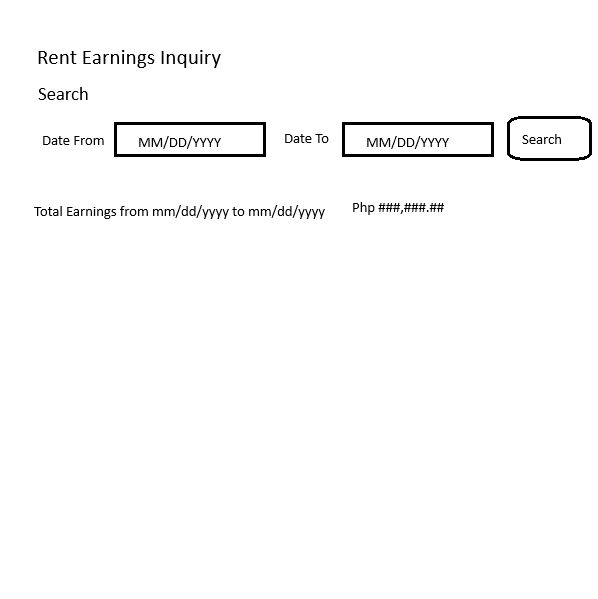 Rent Earnings Inquiry
Search
Date From MM/DD/YYYY Date To MM/DD/YYYY Search
Total Earnings from mm/dd/yyyy to mm/dd/yyyy Php ###,###.##